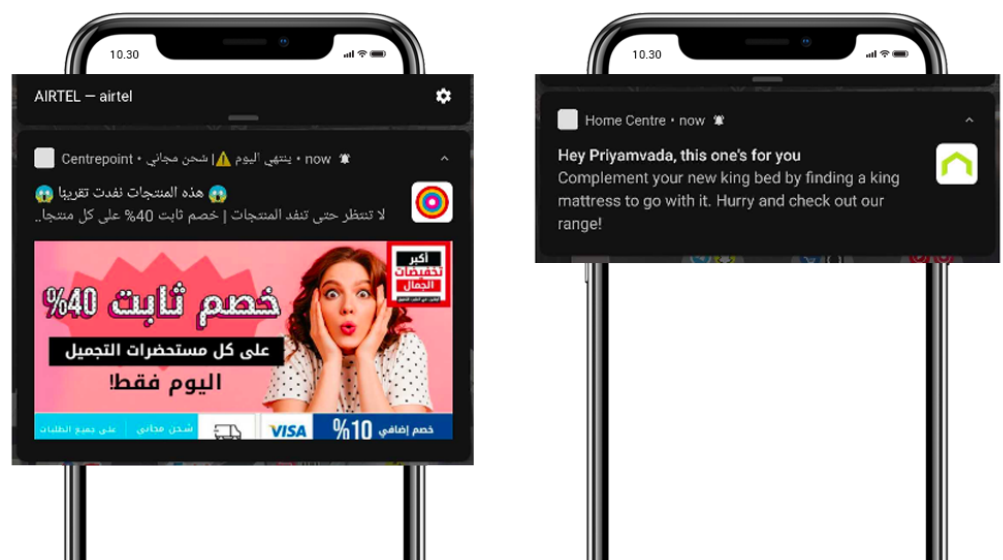 10.30
AIRTEL — airtel
Centrepoint • ينتهي اليوم ⚠️| شحن مجاني • now
😱 هذه المنتجات نفدت تقريبًا 😱
لا تنتظر حتى تنفد المنتجات | خصم ثابت 40% على كل منتجا..
أكبر
تخفيضات
الجمال
خصم ثابت 40%
على كل مستحضرات التجميل
اليوم فقط!
خصم إضافي 10%
VISA
شحن مجاني | على جميع الطلبات
10.30
Home Centre • now
Hey Priyamvada, this one's for you
Complement your new king bed by finding a king
mattress to go with it. Hurry and check out our
range!